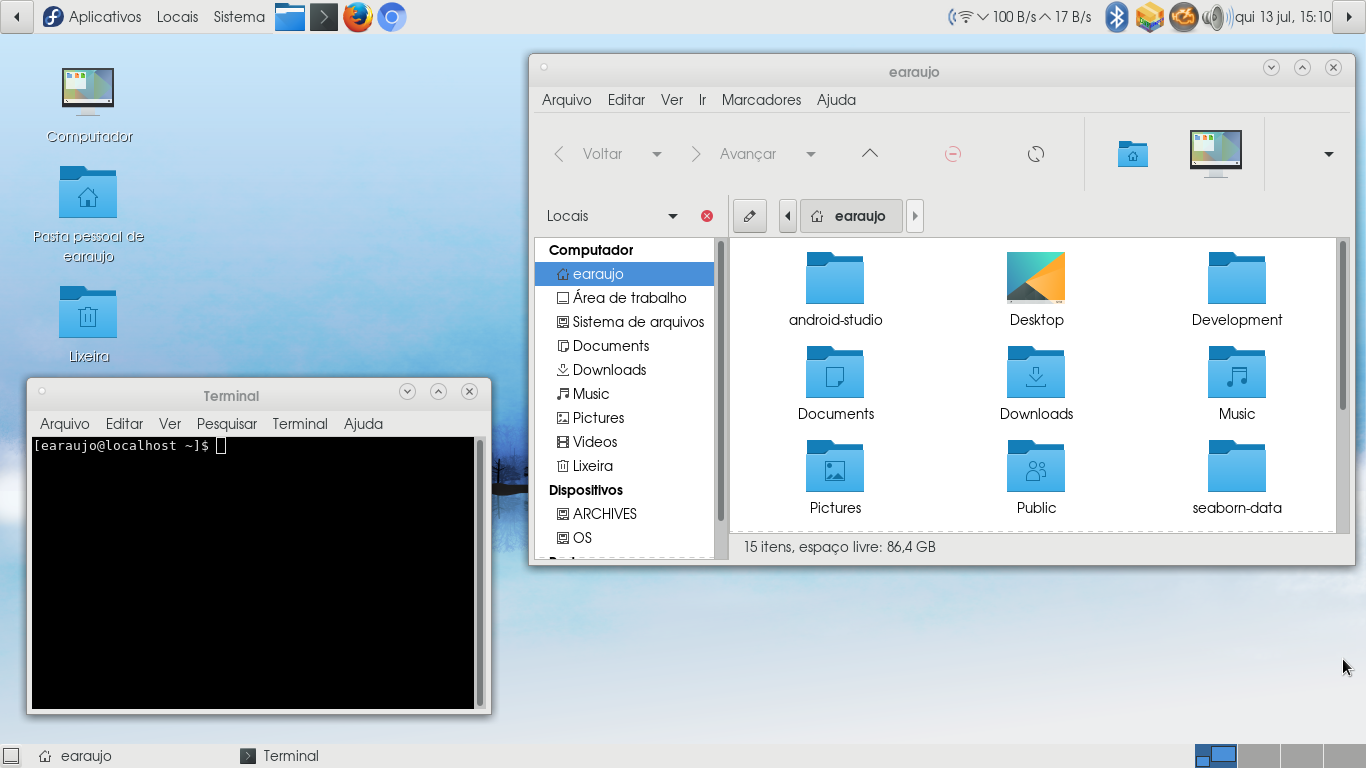 Aplicativos Locais Sistema 100 B/s 17 B/s qui 13 jul, 15:10
Computador
Pasta pessoal de
earaujo
Lixeira
earaujo
Arquivo Editar Ver Ir Marcadores Ajuda
Voltar Avançar
Locais earaujo
Computador
earaujo
Área de trabalho
Sistema de arquivos
Documents
Downloads
Music
Pictures
Videos
Lixeira
Dispositivos
ARCHIVES
OS
android-studio Desktop Development
Documents Downloads Music
Pictures Public seaborn-data
15 itens, espaço livre: 86,4 GB
Terminal
Arquivo Editar Ver Pesquisar Terminal Ajuda
[earaujo@localhost ~]$
earaujo Terminal